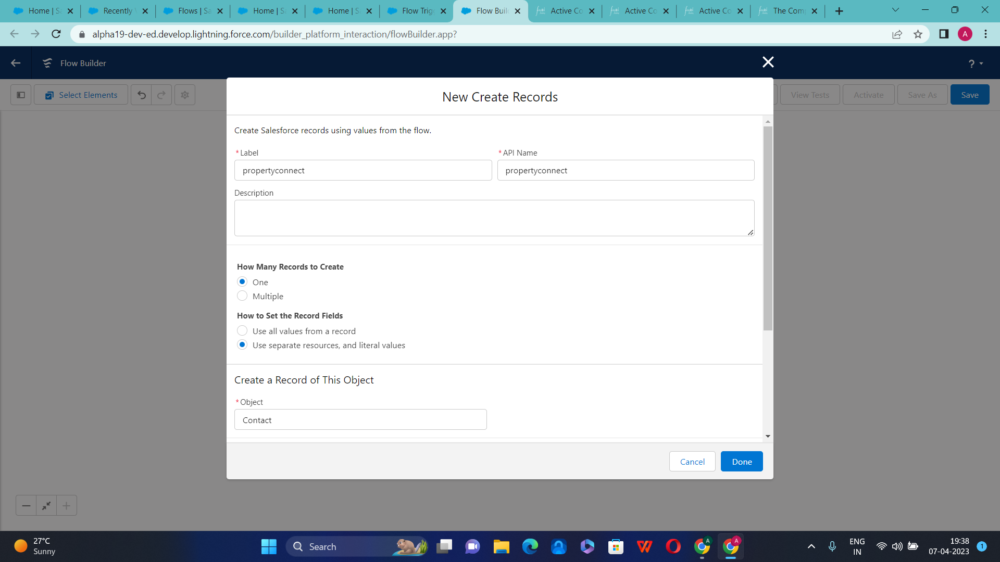 Home | S
Recently
Flows | Sa
Home | S
Home | S
Flow Trig
Flow Buil
Active Co
Active Co
Active Co
The Com
alpha19-dev-ed.develop.lightning.force.com/builder_platform_interaction/flowBuilder.app?
A
Flow Builder
?
Select Elements
View Tests
Activate
Save As
Save
New Create Records
Create Salesforce records using values from the flow.
* Label
* API Name
propertyconnect
propertyconnect
Description
How Many Records to Create
One
Multiple
How to Set the Record Fields
Use all values from a record
Use separate resources, and literal values
Create a Record of This Object
* Object
Contact
Cancel
Done
27°C
Sunny
Search
A
A
ENG
IN
19:38
07-04-2023
1